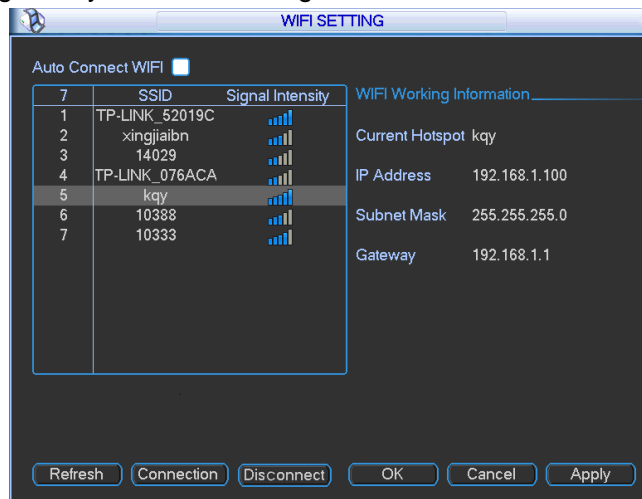 WIFI SETTING
Auto Connect WIFI
7 SSID Signal Intensity
1 TP-LINK_52019C
2 xingjiaibn
3 14029
4 TP-LINK_076ACA
5 kqy
6 10388
7 10333
WIFI Working Information
Current Hotspot kqy
IP Address 192.168.1.100
Subnet Mask 255.255.255.0
Gateway 192.168.1.1
Refresh Connection Disconnect OK Cancel Apply